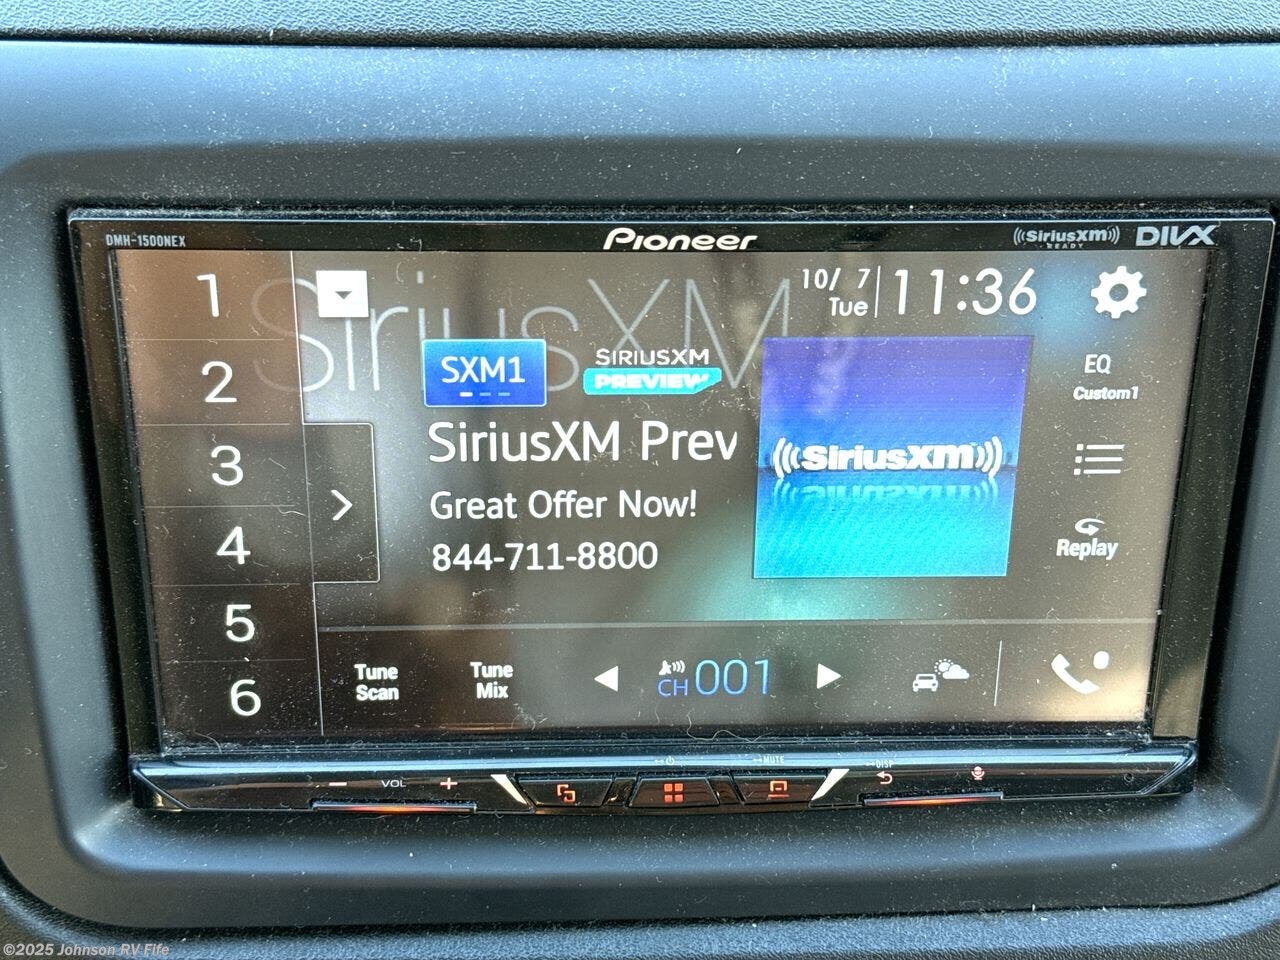 DMH-1500NEX
Pioneer
SiriusXM
READY
DIVX
1
2
3
4
5
6
SiriusXM
10/ 7
Tue
11:36
SXM1
SIRIUSXM
PREVIEW
SiriusXM Prev
Great Offer Now!
844-711-8800
SiriusXM
EQ
Custom1
Replay
Tune
Scan
Tune
Mix
CH 001
VOL
MUTE
DISP
©2025 Johnson RV Fife